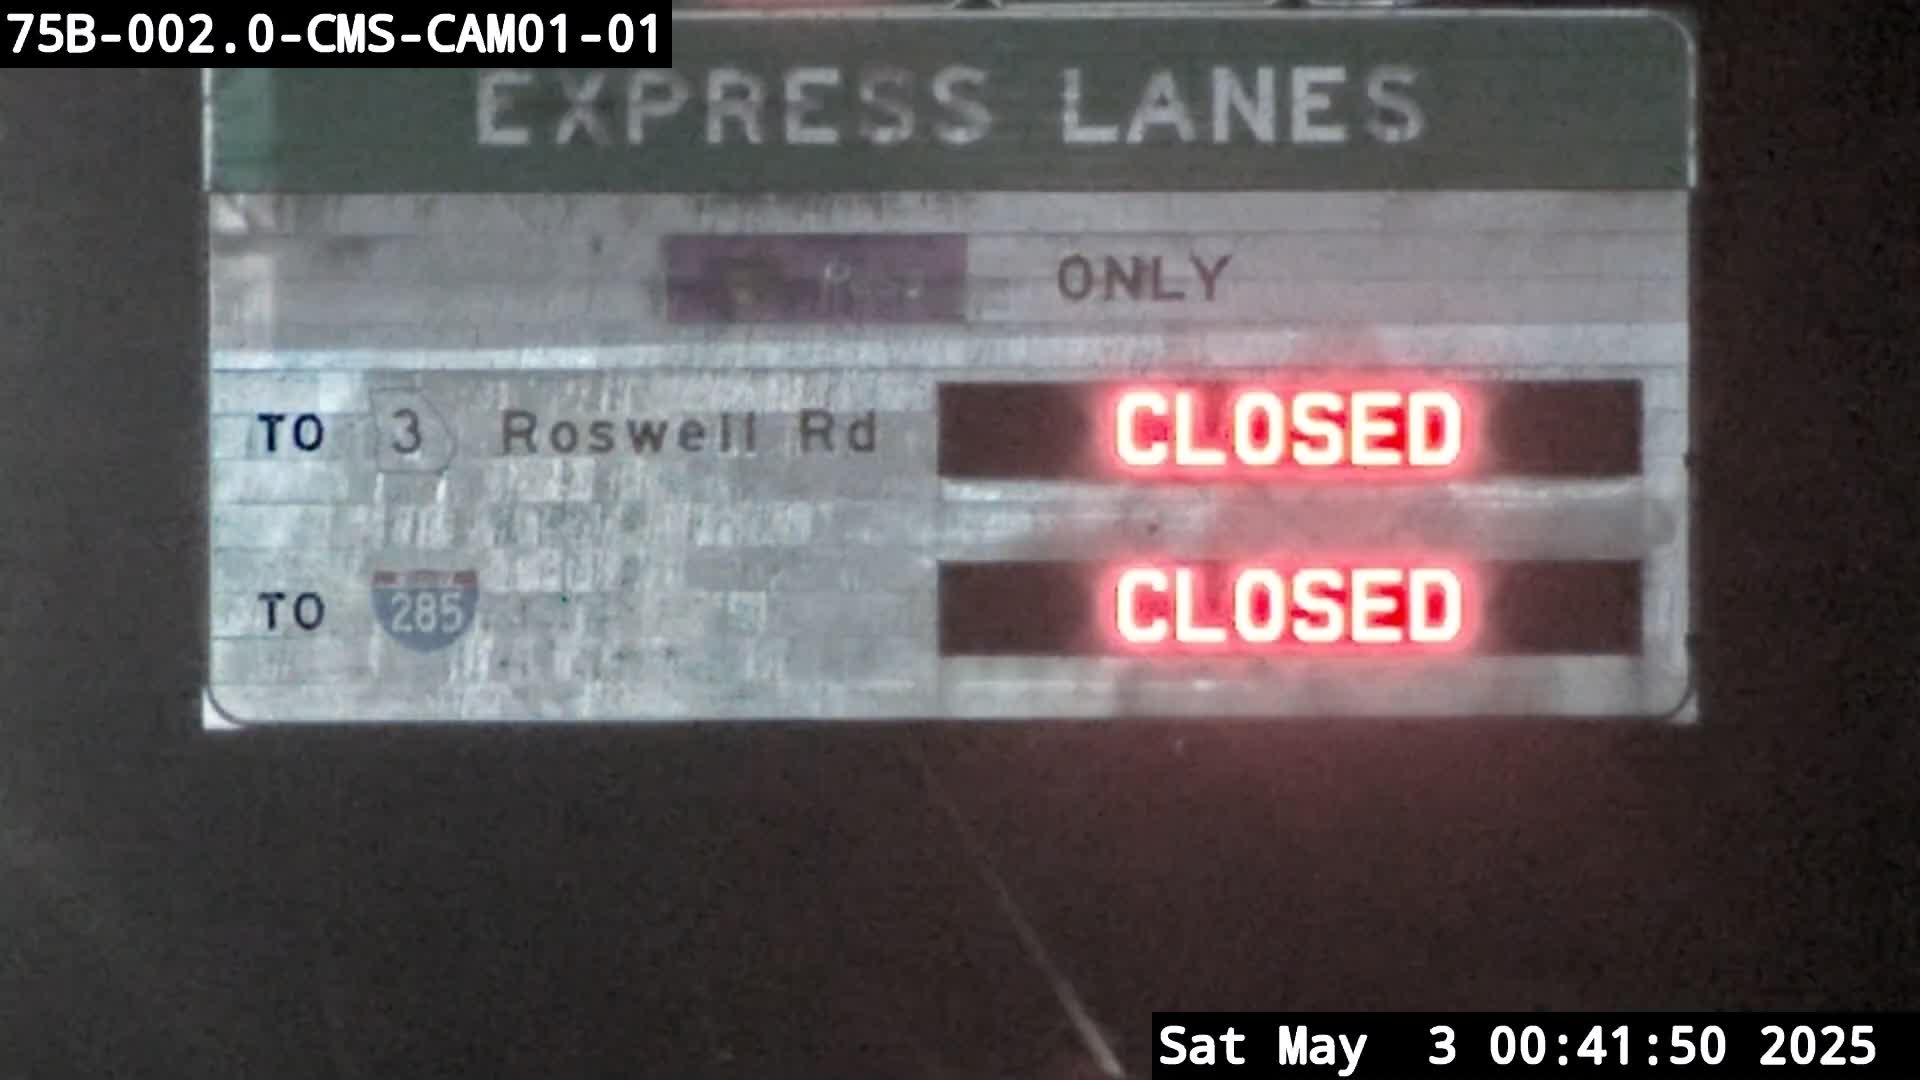 75B-002.0-CMS-CAM01-01
EXPRESS LANES
Pass ONLY
TO 3 Roswell Rd CLOSED
TO 285 CLOSED
Sat May 3 00:41:50 2025